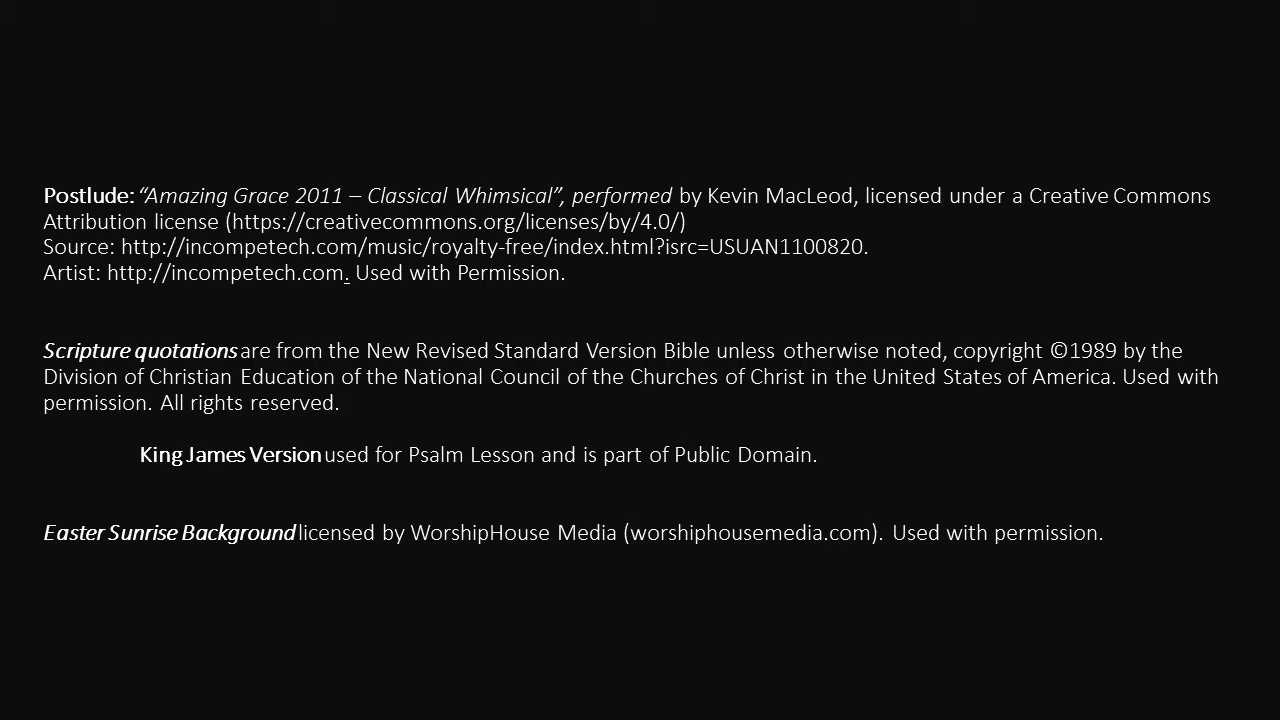 Postlude: “Amazing Grace 2011 – Classical Whimsical”, performed by Kevin MacLeod, licensed under a Creative Commons
Attribution license (https://creativecommons.org/licenses/by/4.0/)
Source: http://incompetech.com/music/royalty-free/index.html?isrc=USUAN1100820.
Artist: http://incompetech.com. Used with Permission.
Scripture quotations are from the New Revised Standard Version Bible unless otherwise noted, copyright ©1989 by the
Division of Christian Education of the National Council of the Churches of Christ in the United States of America. Used with
permission. All rights reserved.
King James Version used for Psalm Lesson and is part of Public Domain.
Easter Sunrise Background licensed by WorshipHouse Media (worshiphousemedia.com). Used with permission.